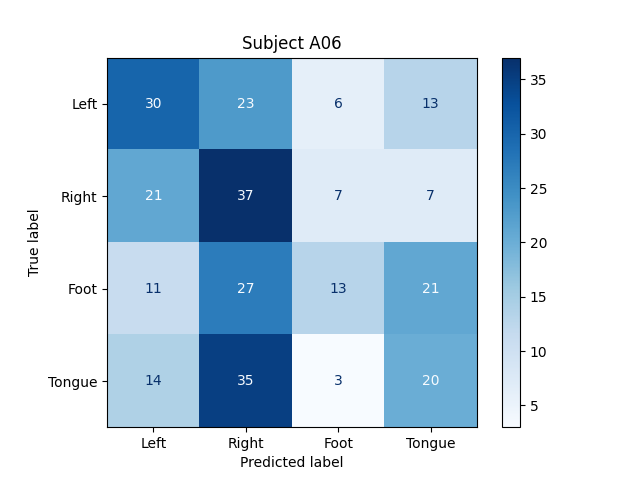 Subject A06
Left 30 23 6 13
Right 21 37 7 7
Foot 11 27 13 21
Tongue 14 35 3 20
Left Right Foot Tongue
Predicted label
True label
35
30
25
20
15
10
5